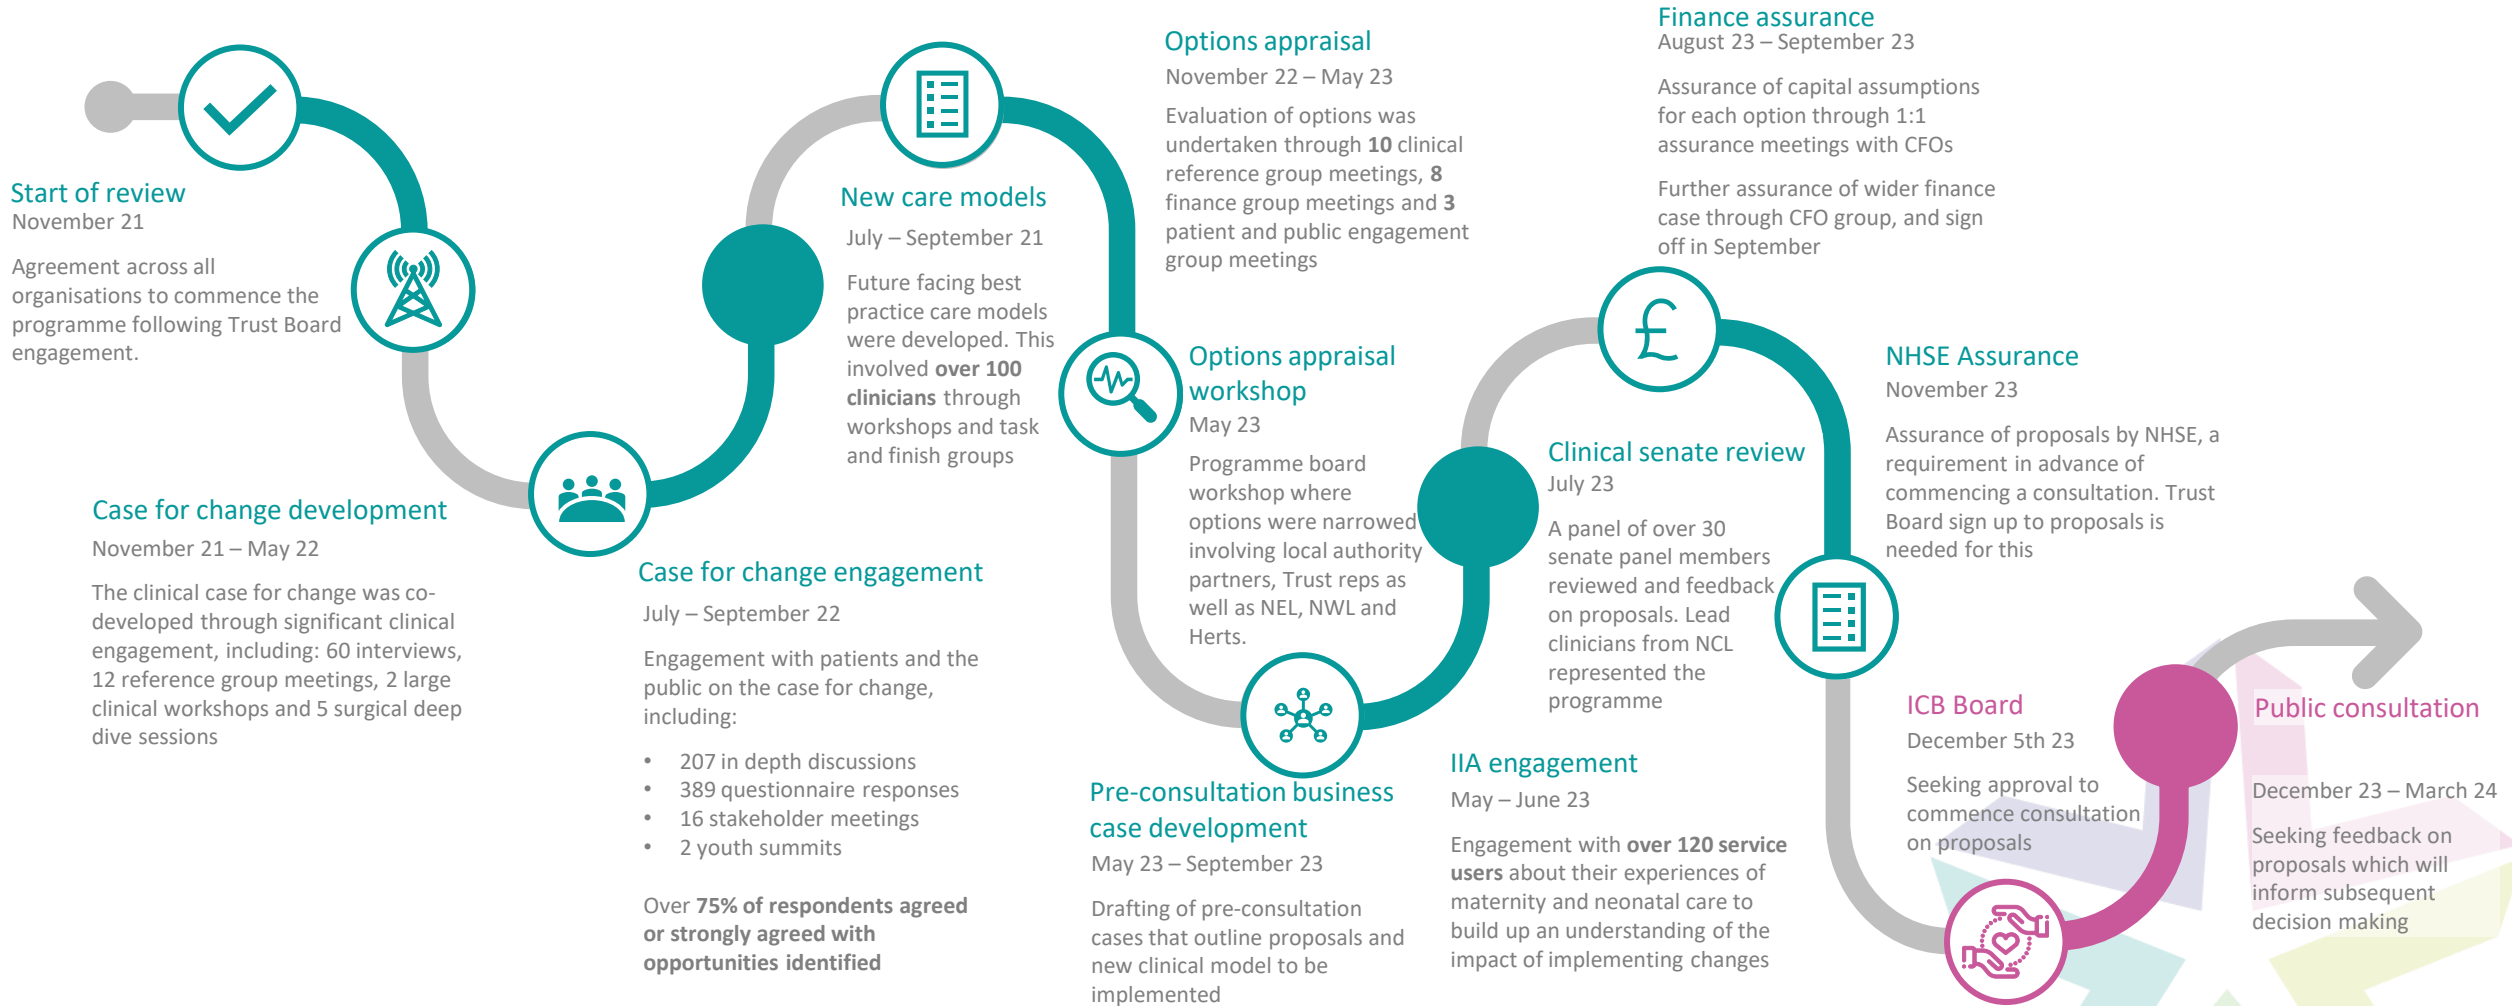 Start of review
November 21
Agreement across all
organisations to commence the
programme following Trust Board
engagement.
Case for change development
November 21 – May 22
The clinical case for change was co-
developed through significant clinical
engagement, including: 60 interviews,
12 reference group meetings, 2 large
clinical workshops and 5 surgical deep
dive sessions
Case for change engagement
July – September 22
Engagement with patients and the
public on the case for change,
including:
• 207 in depth discussions
• 389 questionnaire responses
• 16 stakeholder meetings
• 2 youth summits
Over 75% of respondents agreed
or strongly agreed with
opportunities identified
New care models
July – September 21
Future facing best
practice care models
were developed. This
involved over 100
clinicians through
workshops and task
and finish groups
Options appraisal
November 22 – May 23
Evaluation of options was
undertaken through 10 clinical
reference group meetings, 8
finance group meetings and 3
patient and public engagement
group meetings
Options appraisal
workshop
May 23
Programme board
workshop where
options were narrowed
involving local authority
partners, Trust reps as
well as NEL, NWL and
Herts.
Pre-consultation business
case development
May 23 – September 23
Drafting of pre-consultation
cases that outline proposals and
new clinical model to be
implemented
IIA engagement
May – June 23
Engagement with over 120 service
users about their experiences of
maternity and neonatal care to
build up an understanding of the
impact of implementing changes
Clinical senate review
July 23
A panel of over 30
senate panel members
reviewed and feedback
on proposals. Lead
clinicians from NCL
represented the
programme
Finance assurance
August 23 – September 23
Assurance of capital assumptions
for each option through 1:1
assurance meetings with CFOs
Further assurance of wider finance
case through CFO group, and sign
off in September
£
NHSE Assurance
November 23
Assurance of proposals by NHSE, a
requirement in advance of
commencing a consultation. Trust
Board sign up to proposals is
needed for this
ICB Board
December 5th 23
Seeking approval to
commence consultation
on proposals
Public consultation
December 23 – March 24
Seeking feedback on
proposals which will
inform subsequent
decision making